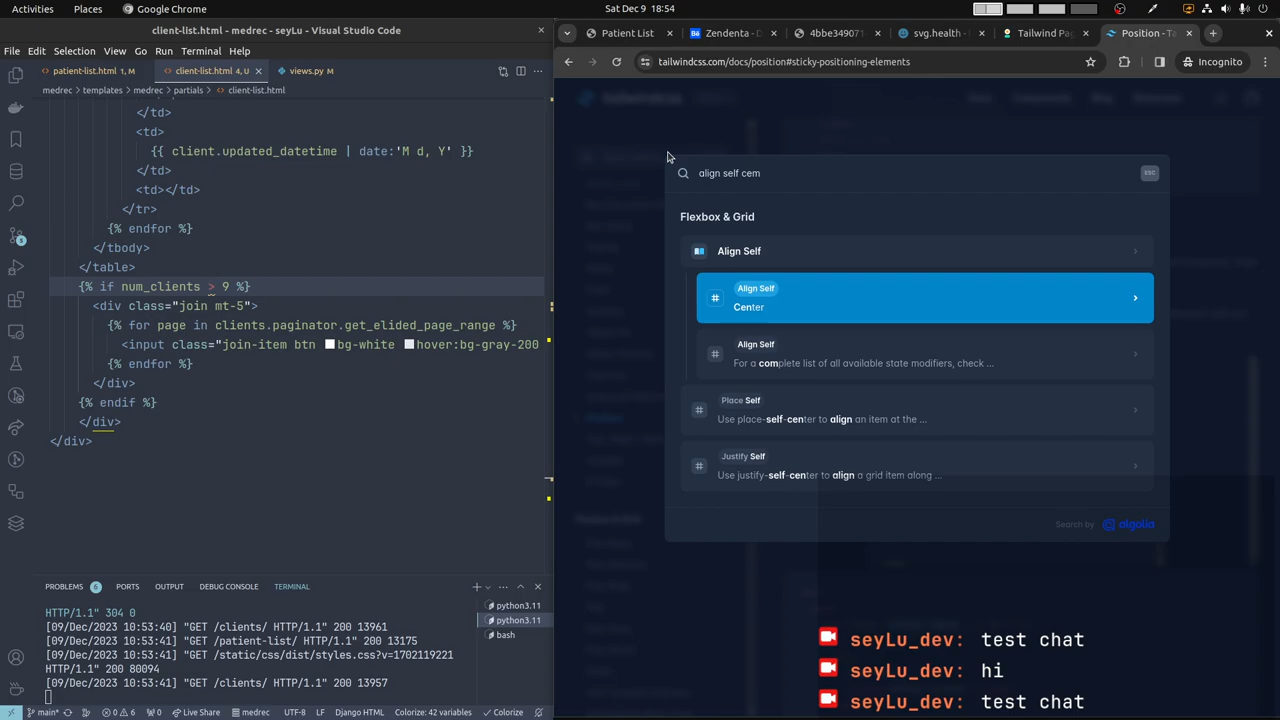 Activities Places Google Chrome Sat Dec 9 18:54
client-list.html - medrec - seyLu - Visual Studio Code
File Edit Selection View Go Run Terminal Help
patient-list.html 1, M client-list.html 4, U views.py M
medrec > templates > medrec > partials > client-list.html
</td>
<td>
{{ client.updated_datetime | date:'M d, Y' }}
</td>
<td></td>
</tr>
{% endfor %}
</tbody>
</table>
{% if num_clients > 9 %}
<div class="join mt-5">
{% for page in clients.paginator.get_elided_page_range %}
<input class="join-item btn bg-white hover:bg-gray-200
{% endfor %}
</div>
{% endif %}
</div>
</div>
PROBLEMS 6 PORTS OUTPUT DEBUG CONSOLE TERMINAL
HTTP/1.1" 304 0
[09/Dec/2023 10:53:40] "GET /clients/ HTTP/1.1" 200 13961
[09/Dec/2023 10:53:41] "GET /patient-list/ HTTP/1.1" 200 13175
[09/Dec/2023 10:53:41] "GET /static/css/dist/styles.css?v=1702119221
HTTP/1.1" 200 80094
[09/Dec/2023 10:53:41] "GET /clients/ HTTP/1.1" 200 13957
python3.11
python3.11
bash
main* 0 6 0 Live Share medrec UTF-8 LF Django HTML Colorize: 42 variables Colorize
Patient List Zendenta - D 4bbe349071 svg.health - Tailwind Pag Position - Ta
tailwindcss.com/docs/position#sticky-positioning-elements Incognito
align self cem ESC
Flexbox & Grid
Align Self
Align Self
Center
Align Self
For a complete list of all available state modifiers, check ...
Place Self
Use place-self-center to align an item at the ...
Justify Self
Use justify-self-center to align a grid item along ...
Search by algolia
seyLu_dev: test chat
seyLu_dev: hi
seyLu_dev: test chat